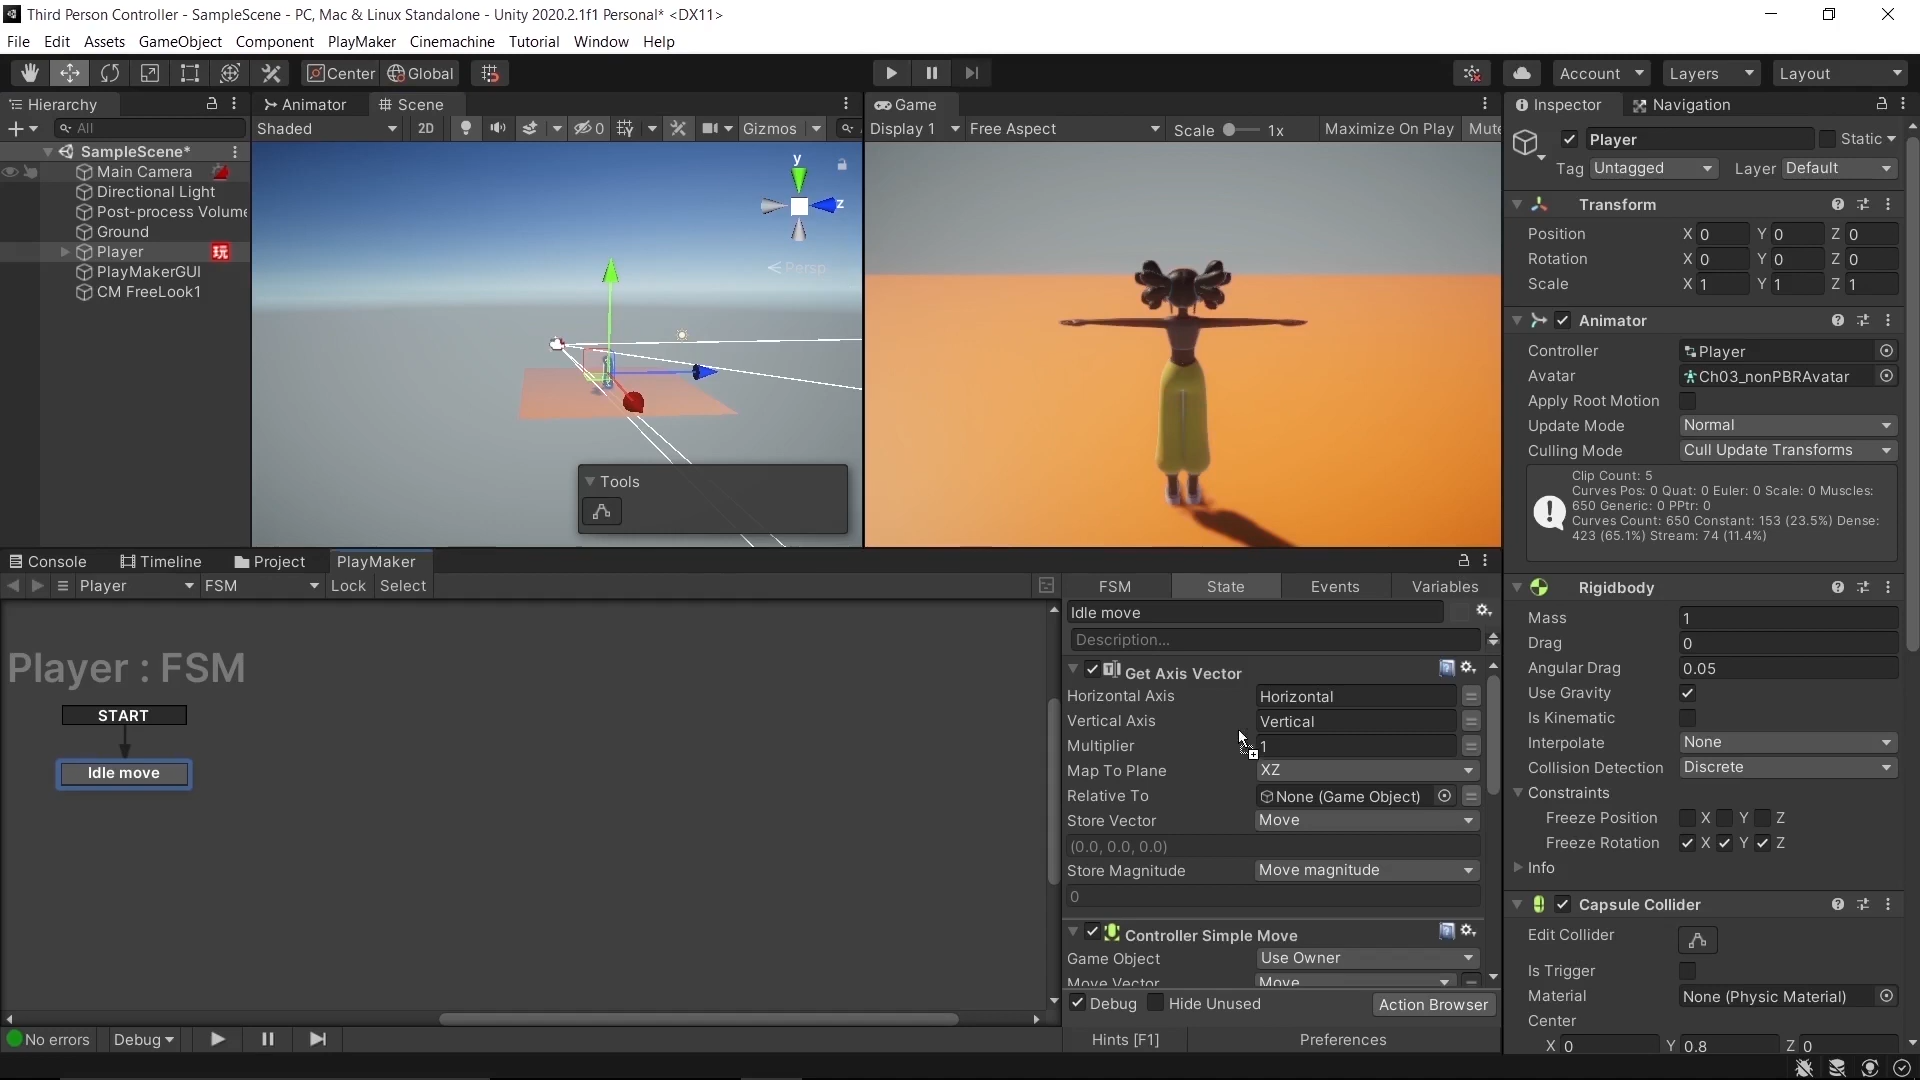 Third Person Controller - SampleScene - PC, Mac & Linux Standalone - Unity 2020.2.1f1 Personal* <DX11>
File Edit Assets GameObject Component PlayMaker Cinemachine Tutorial Window Help
Center Global Account Layers Layout
Hierarchy
All
SampleScene*
Main Camera
Directional Light
Post-process Volume
Ground
Player 玩
PlayMakerGUI
CM FreeLook1
Animator Scene
Shaded 2D 0 Gizmos
y
z
Persp
Tools
Game
Display 1 Free Aspect Scale 1x Maximize On Play Mute
Inspector Navigation
Player Static
Tag Untagged Layer Default
Transform
Position X 0 Y 0 Z 0
Rotation X 0 Y 0 Z 0
Scale X 1 Y 1 Z 1
Animator
Controller Player
Avatar Ch03_nonPBRAvatar
Apply Root Motion
Update Mode Normal
Culling Mode Cull Update Transforms
Clip Count: 5
Curves Pos: 0 Quat: 0 Euler: 0 Scale: 0 Muscles:
650 Generic: 0 PPtr: 0
Curves Count: 650 Constant: 153 (23.5%) Dense:
423 (65.1%) Stream: 74 (11.4%)
Rigidbody
Mass 1
Drag 0
Angular Drag 0.05
Use Gravity
Is Kinematic
Interpolate None
Collision Detection Discrete
Constraints
Freeze Position X Y Z
Freeze Rotation X Y Z
Info
Capsule Collider
Edit Collider
Is Trigger
Material None (Physic Material)
Center
X 0 Y 0.8 Z 0
Console Timeline Project PlayMaker
Player FSM Lock Select
Player : FSM
START
Idle move
FSM State Events Variables
Idle move
Description...
Get Axis Vector
Horizontal Axis Horizontal
Vertical Axis Vertical
Multiplier 1
Map To Plane XZ
Relative To None (Game Object)
Store Vector Move
(0.0, 0.0, 0.0)
Store Magnitude Move magnitude
0
Controller Simple Move
Game Object Use Owner
Move Vector Move
Debug Hide Unused Action Browser
No errors Debug Hints [F1] Preferences